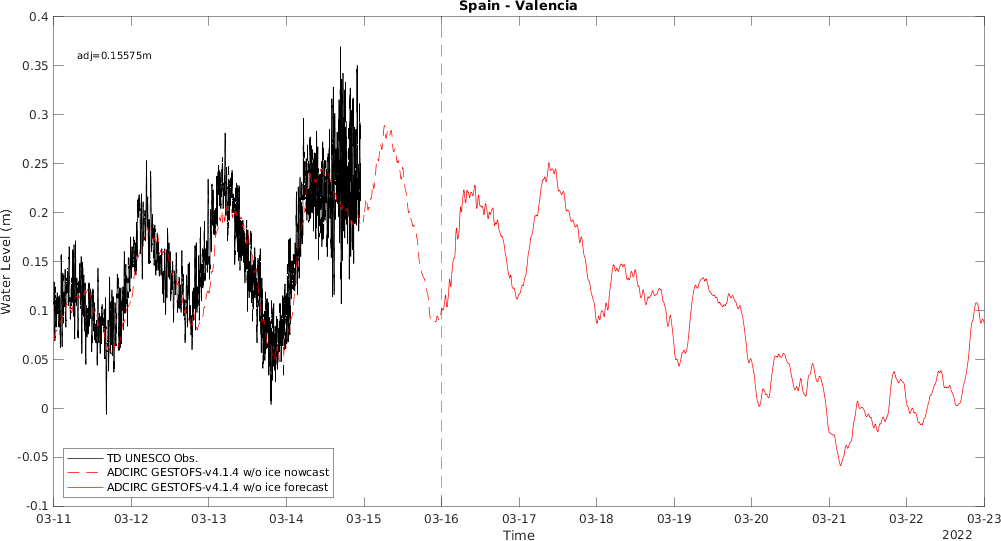 Spain - Valencia
0.4
0.35
0.3
0.25
0.2
0.15
0.1
0.05
0
-0.05
-0.1
Water Level (m)
adj=0.15575m
TD UNESCO Obs.
ADCIRC GESTOFS-v4.1.4 w/o ice nowcast
ADCIRC GESTOFS-v4.1.4 w/o ice forecast
03-11 03-12 03-13 03-14 03-15 03-16 03-17 03-18 03-19 03-20 03-21 03-22 03-23
Time
2022